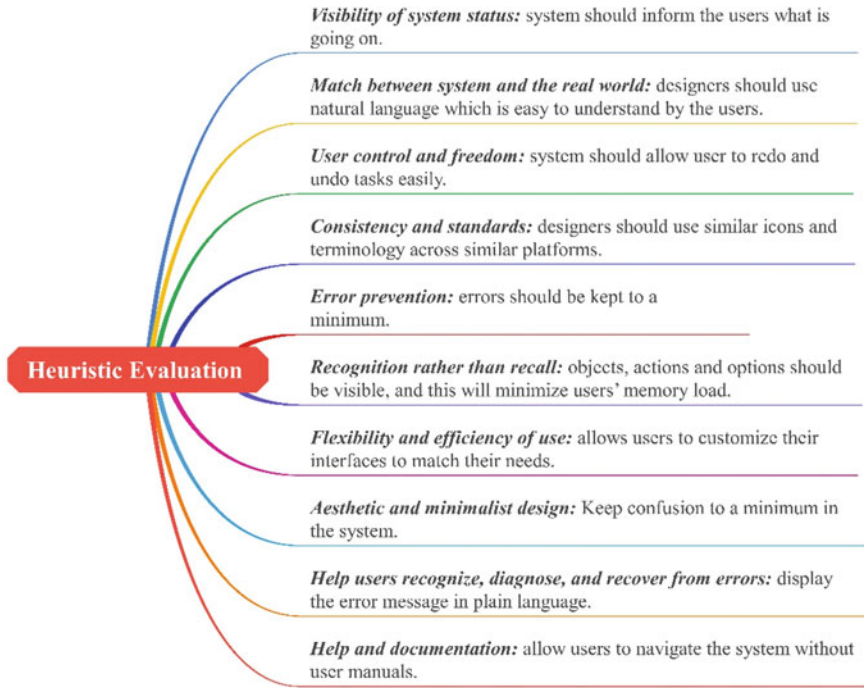 Visibility of system status: system should inform the users what is
going on.
Match between system and the real world: designers should use
natural language which is easy to understand by the users.
User control and freedom: system should allow user to redo and
undo tasks easily.
Consistency and standards: designers should use similar icons and
terminology across similar platforms.
Error prevention: errors should be kept to a
minimum.
Heuristic Evaluation
Recognition rather than recall: objects, actions and options should
be visible, and this will minimize users’ memory load.
Flexibility and efficiency of use: allows users to customize their
interfaces to match their needs.
Aesthetic and minimalist design: Keep confusion to a minimum in
the system.
Help users recognize, diagnose, and recover from errors: display
the error message in plain language.
Help and documentation: allow users to navigate the system without
user manuals.